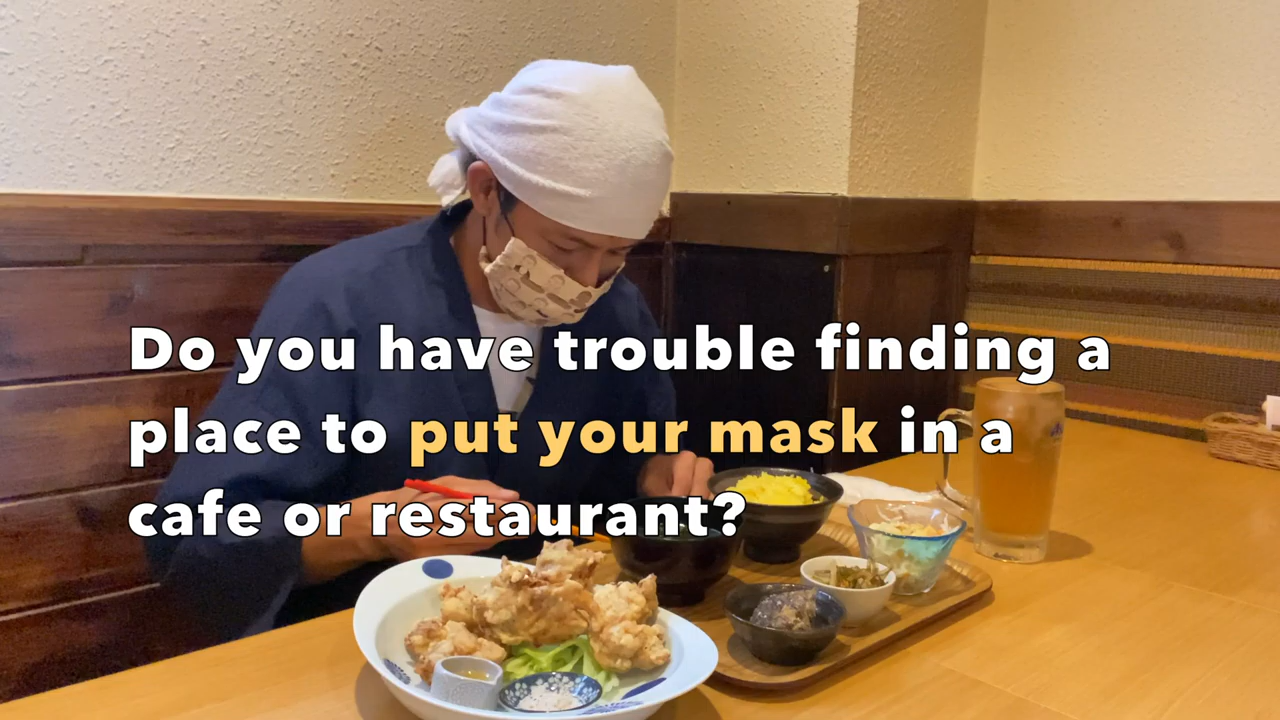 Do you have trouble finding a
place to put your mask in a
cafe or restaurant?